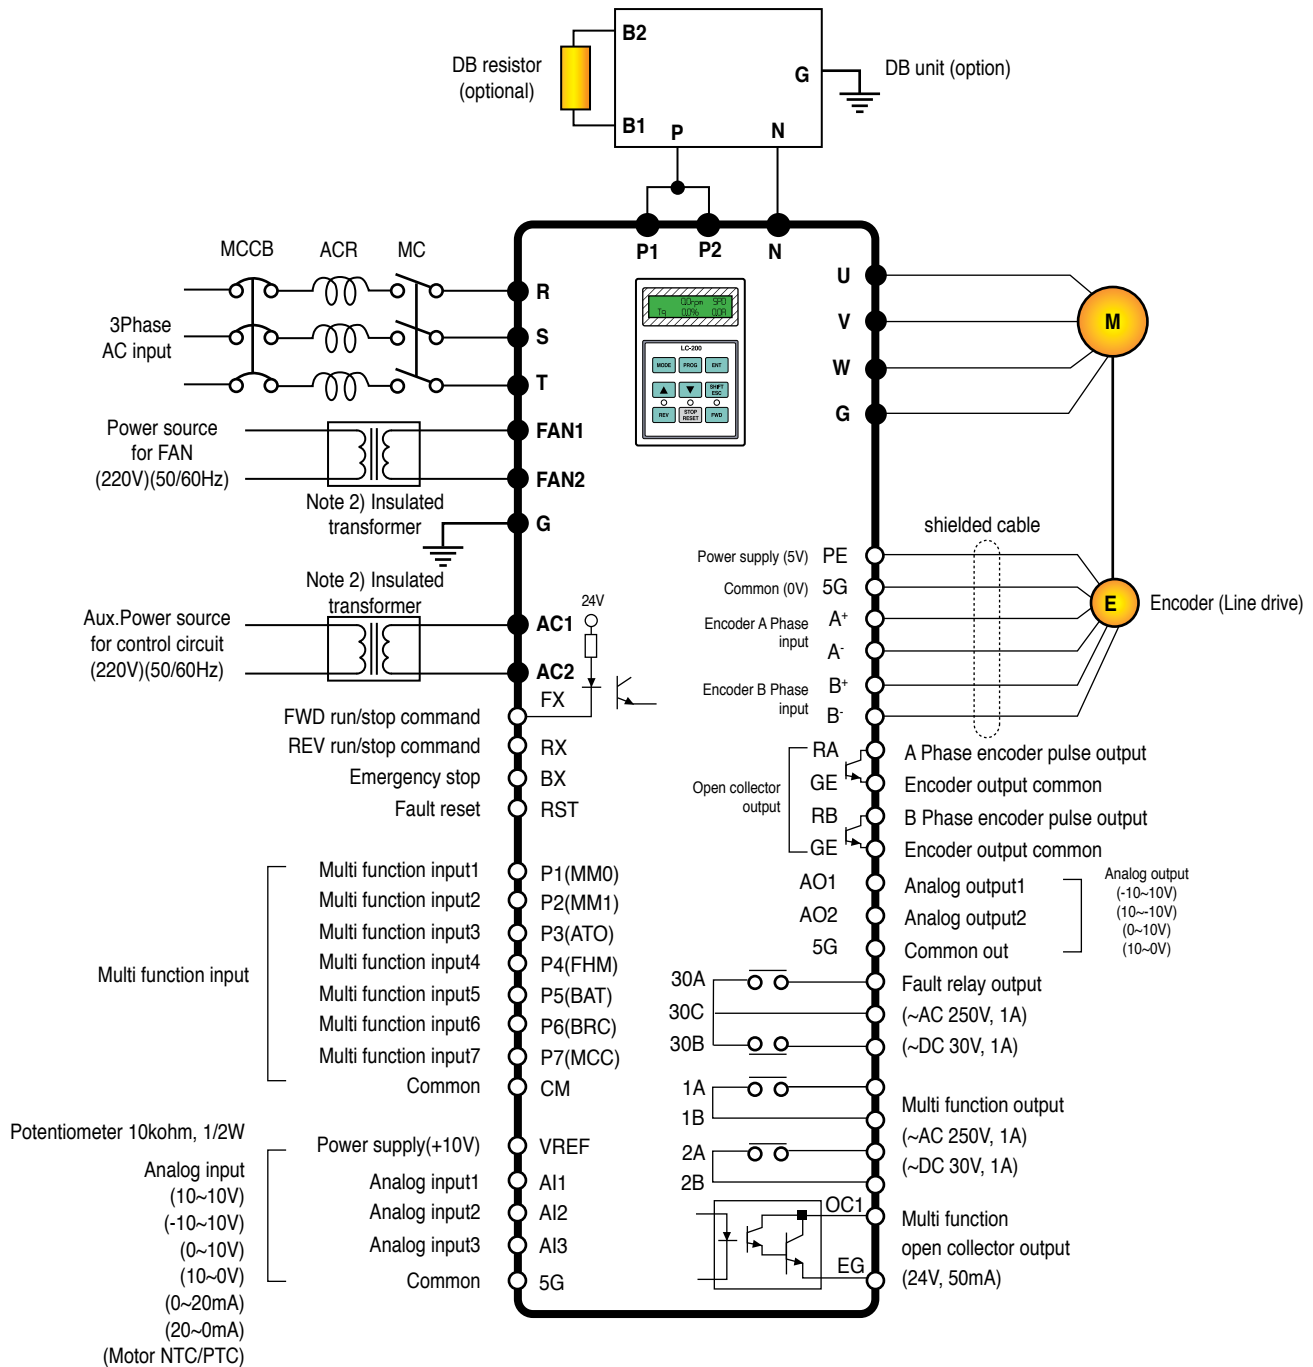 B2
DB resistor
(optional)
G
DB unit (option)
B1
P
N
P1
P2
N
MCCB
ACR
MC
3Phase
AC input
R
S
T
Power source
for FAN
(220V)(50/60Hz)
FAN1
FAN2
Note 2) Insulated
transformer
G
Note 2) Insulated
transformer
Aux.Power source
for control circuit
(220V)(50/60Hz)
24V
AC1
AC2
FX
FWD run/stop command
REV run/stop command
RX
Emergency stop
BX
Fault reset
RST
Multi function input
Multi function input1
P1(MM0)
Multi function input2
P2(MM1)
Multi function input3
P3(ATO)
Multi function input4
P4(FHM)
Multi function input5
P5(BAT)
Multi function input6
P6(BRC)
Multi function input7
P7(MCC)
Common
CM
Potentiometer 10kohm, 1/2W
Analog input
(10~10V)
(-10~10V)
(0~10V)
(10~0V)
(0~20mA)
(20~0mA)
(Motor NTC/PTC)
Power supply(+10V)
VREF
Analog input1
AI1
Analog input2
AI2
Analog input3
AI3
Common
5G
0.0rpm SPD
Tq 0.0% 0.0A
LC-200
MODE PROG ENT
SHIFT
ESC
REV
STOP
RESET
FWD
U
V
W
G
M
shielded cable
Power supply (5V)
PE
Common (0V)
5G
Encoder A Phase
input
A+
A-
Encoder B Phase
input
B+
B-
E
Encoder (Line drive)
Open collector
output
RA
A Phase encoder pulse output
GE
Encoder output common
RB
B Phase encoder pulse output
GE
Encoder output common
AO1
Analog output1
AO2
Analog output2
5G
Common out
Analog output
(-10~10V)
(10~-10V)
(0~10V)
(10~0V)
30A
30C
30B
Fault relay output
(~AC 250V, 1A)
(~DC 30V, 1A)
1A
1B
2A
2B
Multi function output
(~AC 250V, 1A)
(~DC 30V, 1A)
OC1
EG
Multi function
open collector output
(24V, 50mA)